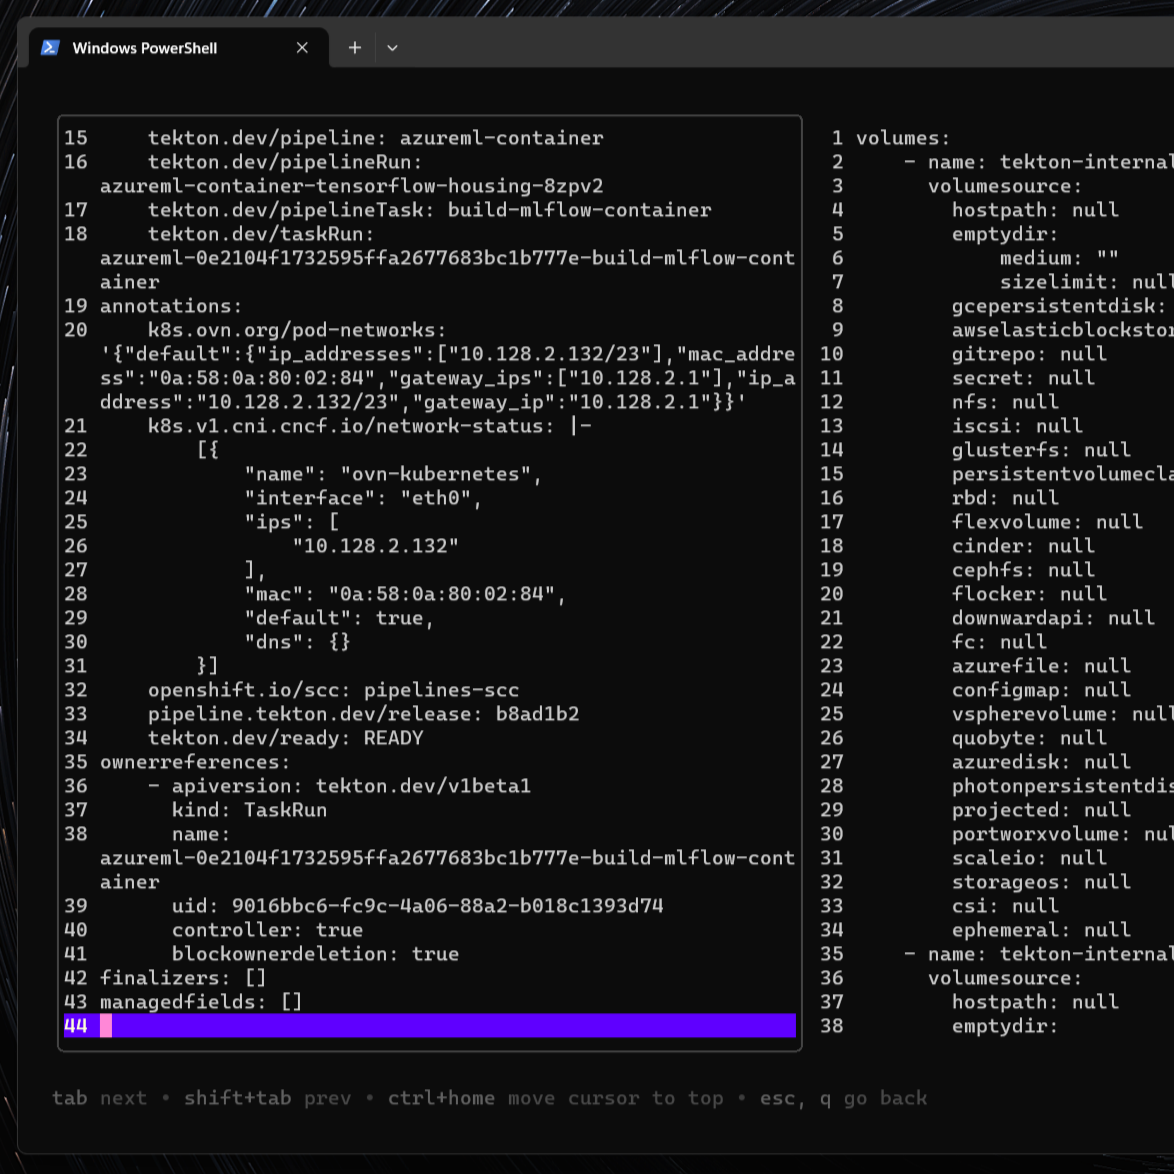 Windows PowerShell
15 tekton.dev/pipeline: azureml-container
16 tekton.dev/pipelineRun:
azureml-container-tensorflow-housing-8zpv2
17 tekton.dev/pipelineTask: build-mlflow-container
18 tekton.dev/taskRun:
azureml-0e2104f1732595ffa2677683bc1b777e-build-mlflow-cont
ainer
19 annotations:
20 k8s.ovn.org/pod-networks:
'{"default":{"ip_addresses":["10.128.2.132/23"],"mac_addre
ss":"0a:58:0a:80:02:84","gateway_ips":["10.128.2.1"],"ip_a
ddress":"10.128.2.132/23","gateway_ip":"10.128.2.1"}}'
21 k8s.v1.cni.cncf.io/network-status: |-
22 [{
23 "name": "ovn-kubernetes",
24 "interface": "eth0",
25 "ips": [
26 "10.128.2.132"
27 ],
28 "mac": "0a:58:0a:80:02:84",
29 "default": true,
30 "dns": {}
31 }]
32 openshift.io/scc: pipelines-scc
33 pipeline.tekton.dev/release: b8ad1b2
34 tekton.dev/ready: READY
35 ownerreferences:
36 - apiversion: tekton.dev/v1beta1
37 kind: TaskRun
38 name:
azureml-0e2104f1732595ffa2677683bc1b777e-build-mlflow-cont
ainer
39 uid: 9016bbc6-fc9c-4a06-88a2-b018c1393d74
40 controller: true
41 blockownerdeletion: true
42 finalizers: []
43 managedfields: []
44
1 volumes:
2 - name: tekton-internal
3 volumesource:
4 hostpath: null
5 emptydir:
6 medium: ""
7 sizelimit: null
8 gcepersistentdisk:
9 awselasticblockstor
10 gitrepo: null
11 secret: null
12 nfs: null
13 iscsi: null
14 glusterfs: null
15 persistentvolumecla
16 rbd: null
17 flexvolume: null
18 cinder: null
19 cephfs: null
20 flocker: null
21 downwardapi: null
22 fc: null
23 azurefile: null
24 configmap: null
25 vspherevolume: null
26 quobyte: null
27 azuredisk: null
28 photonpersistentdis
29 projected: null
30 portworxvolume: nul
31 scaleio: null
32 storageos: null
33 csi: null
34 ephemeral: null
35 - name: tekton-internal
36 volumesource:
37 hostpath: null
38 emptydir:
tab next • shift+tab prev • ctrl+home move cursor to top • esc, q go back